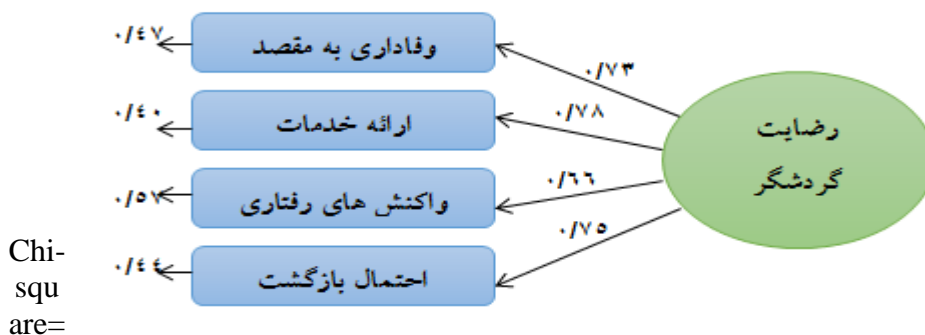 ۰/۴۷
وفاداری به مقصد
۰/۷۳
۰/۴۰
ارائه خدمات
۰/۷۸
رضایت
گردشگر
۰/۵۷
واکنش های رفتاری
۰/۶۶
۰/۴۴
احتمال بازگشت
۰/۷۵
Chi-
squ
are=